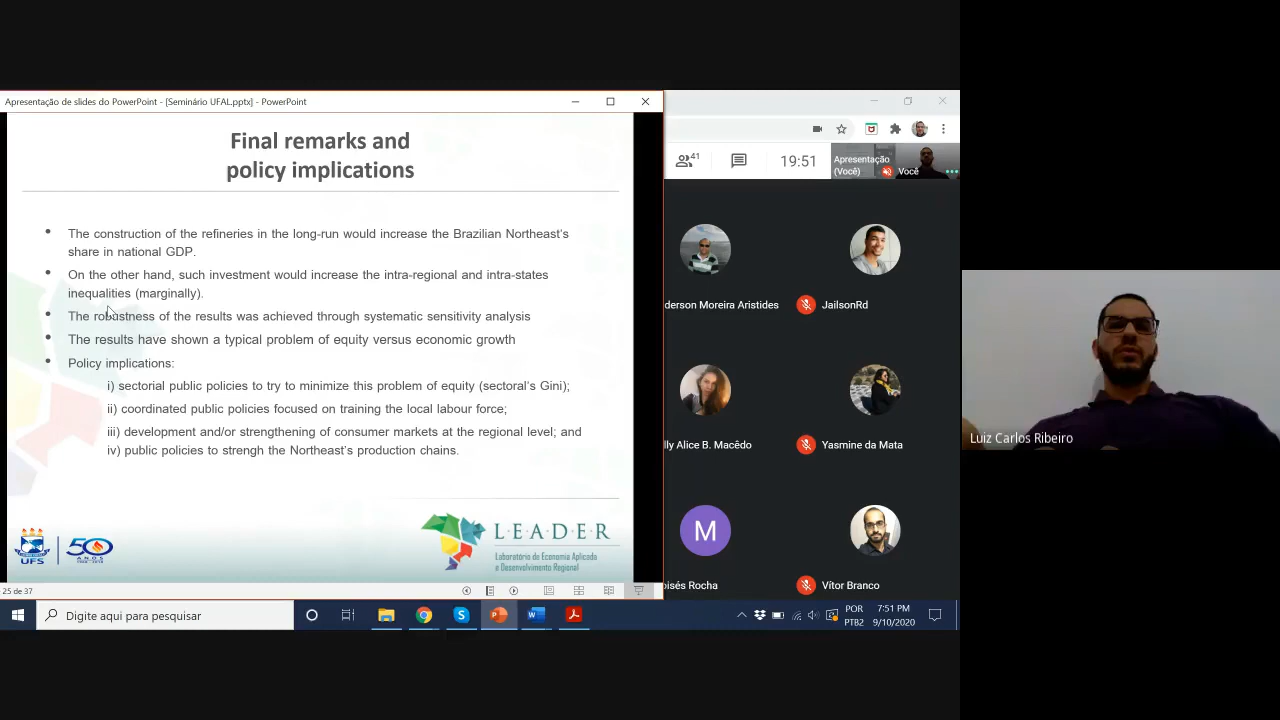 Apresentação de slides do PowerPoint - [Seminário UFAL.pptx] - PowerPoint
Final remarks and
policy implications
• The construction of the refineries in the long-run would increase the Brazilian Northeast's
share in national GDP.
• On the other hand, such investment would increase the intra-regional and intra-states
inequalities (marginally).
• The robustness of the results was achieved through systematic sensitivity analysis
• The results have shown a typical problem of equity versus economic growth
• Policy implications:
i) sectorial public policies to try to minimize this problem of equity (sectoral's Gini);
ii) coordinated public policies focused on training the local labour force;
iii) development and/or strengthening of consumer markets at the regional level; and
iv) public policies to strengh the Northeast's production chains.
UFS
50
ANOS
L·E·A·D·E·R
Laboratório de Economia Aplicada
e Desenvolvimento Regional
25 de 37
41
19:51
Apresentação
(Você)
Você
derson Moreira Aristides
JailsonRd
lly Alice B. Macêdo
Yasmine da Mata
M
oisés Rocha
Vítor Branco
Luiz Carlos Ribeiro
Digite aqui para pesquisar
POR
PTB2
7:51 PM
9/10/2020